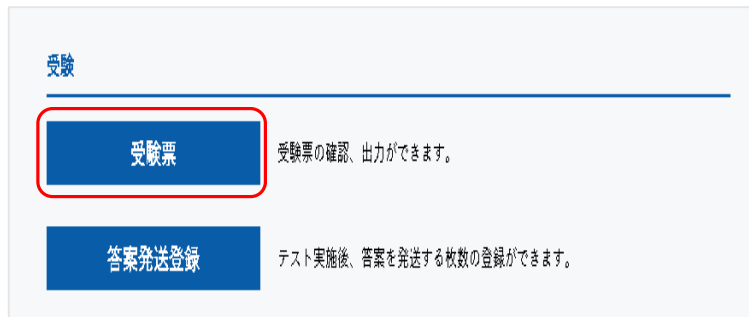 受験
受験票 受験票の確認、出力ができます。
答案発送登録 テスト実施後、答案を発送する枚数の登録ができます。